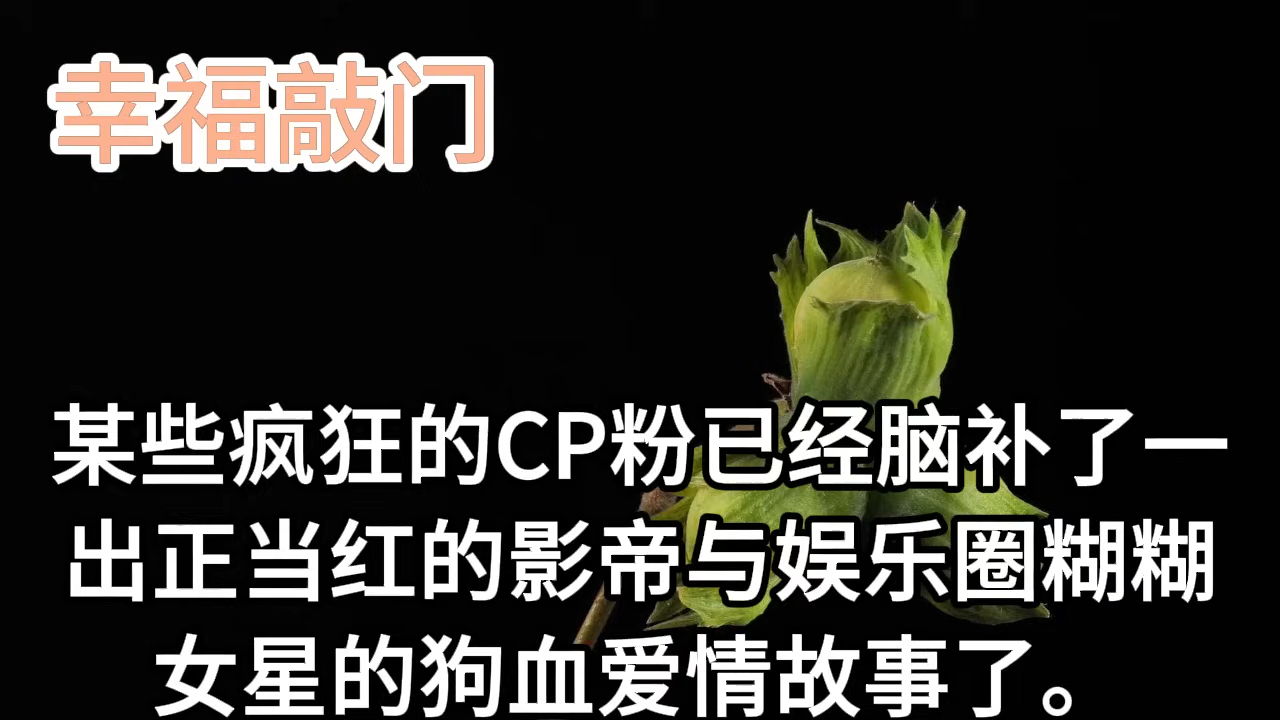 幸福敲门
某些疯狂的CP粉已经脑补了一
出正当红的影帝与娱乐圈糊糊
女星的狗血爱情故事了。